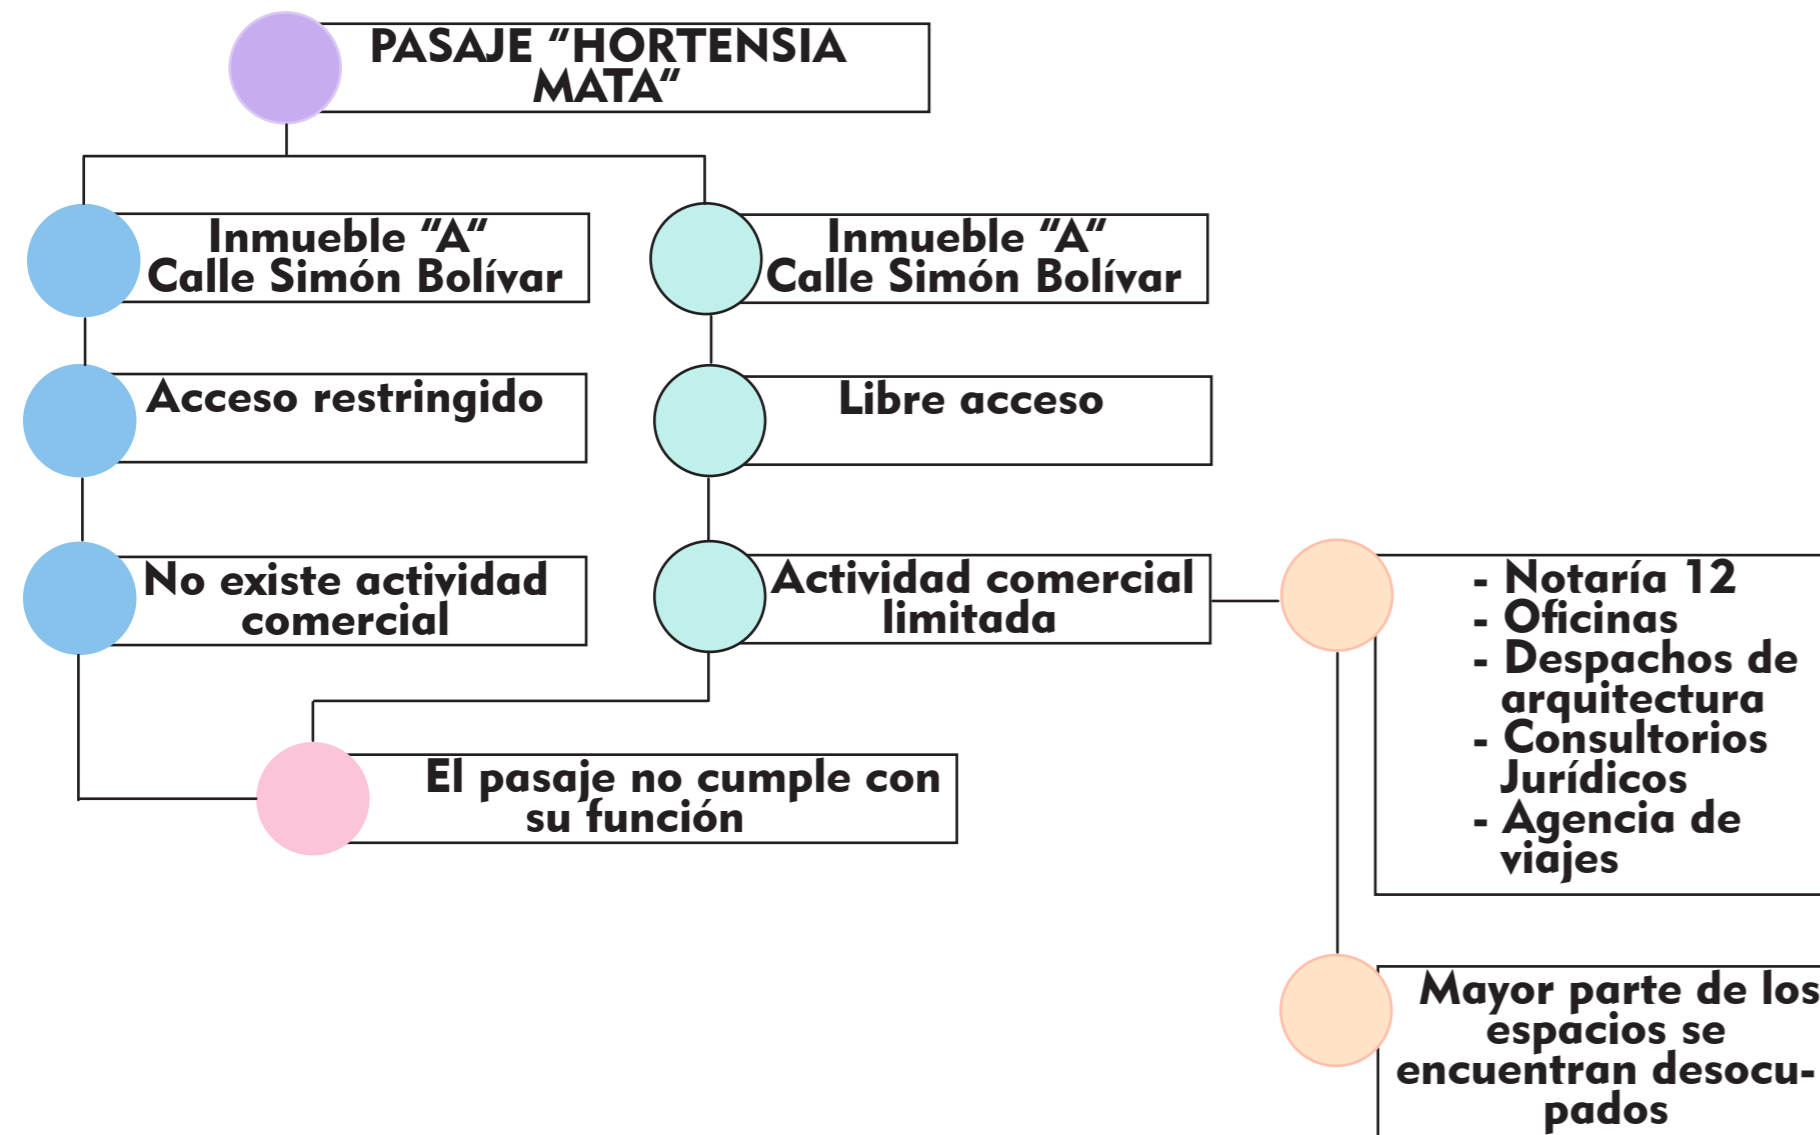 PASAJE “HORTENSIA
MATA“
Inmueble “A“
Calle Simón Bolívar
Inmueble “A“
Calle Simón Bolívar
Acceso restringido
Libre acceso
No existe actividad
comercial
Actividad comercial
limitada
- Notaría 12
- Oficinas
- Despachos de
arquitectura
- Consultorios
Jurídicos
- Agencia de
viajes
El pasaje no cumple con
su función
Mayor parte de los
espacios se
encuentran desocu-
pados